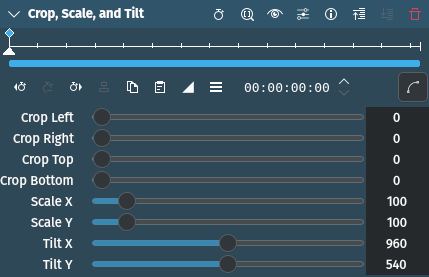 Crop, Scale, and Tilt
00:00:00:00
Crop Left 0
Crop Right 0
Crop Top 0
Crop Bottom 0
Scale X 100
Scale Y 100
Tilt X 960
Tilt Y 540